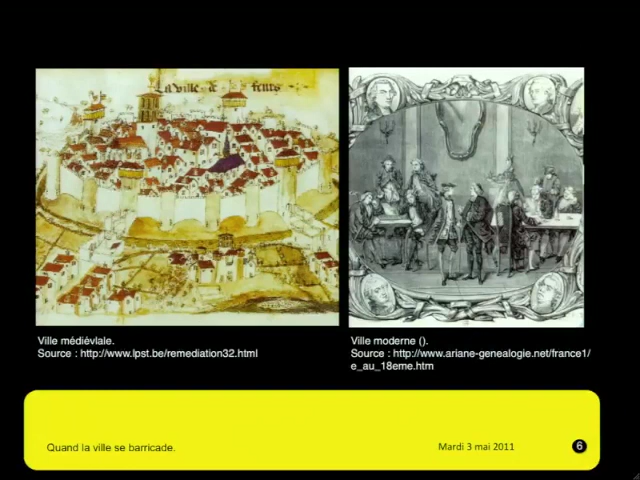 La ville de feurs
Ville médiévlale.
Source : http://www.lpst.be/remediation32.html
Ville moderne ().
Source : http://www.ariane-genealogie.net/france1/
e_au_18eme.htm
Quand la ville se barricade.
Mardi 3 mai 2011
6